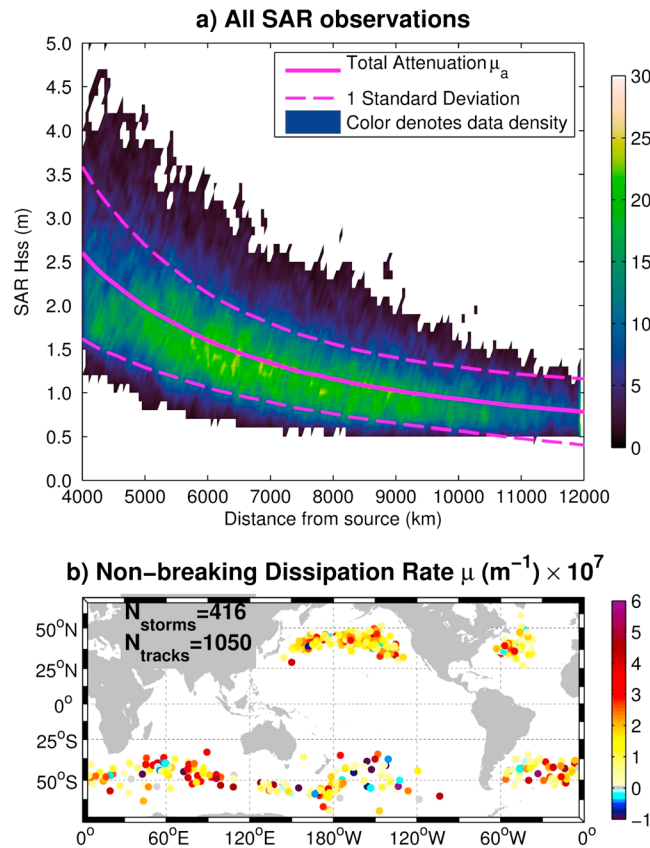 a) All SAR observations
5.0
4.5
4.0
3.5
3.0
2.5
2.0
1.5
1.0
0.5
0.0
SAR Hss (m)
Total Attenuation μa
1 Standard Deviation
Color denotes data density
4000 5000 6000 7000 8000 9000 10000 11000 12000
Distance from source (km)
30
25
20
15
10
5
0
b) Non−breaking Dissipation Rate μ (m−1) × 107
Nstorms=416
Ntracks=1050
50°N
25°N
0°
25°S
50°S
0° 60°E 120°E 180°W 120°W 60°W 0°
6
5
4
3
2
1
0
−1